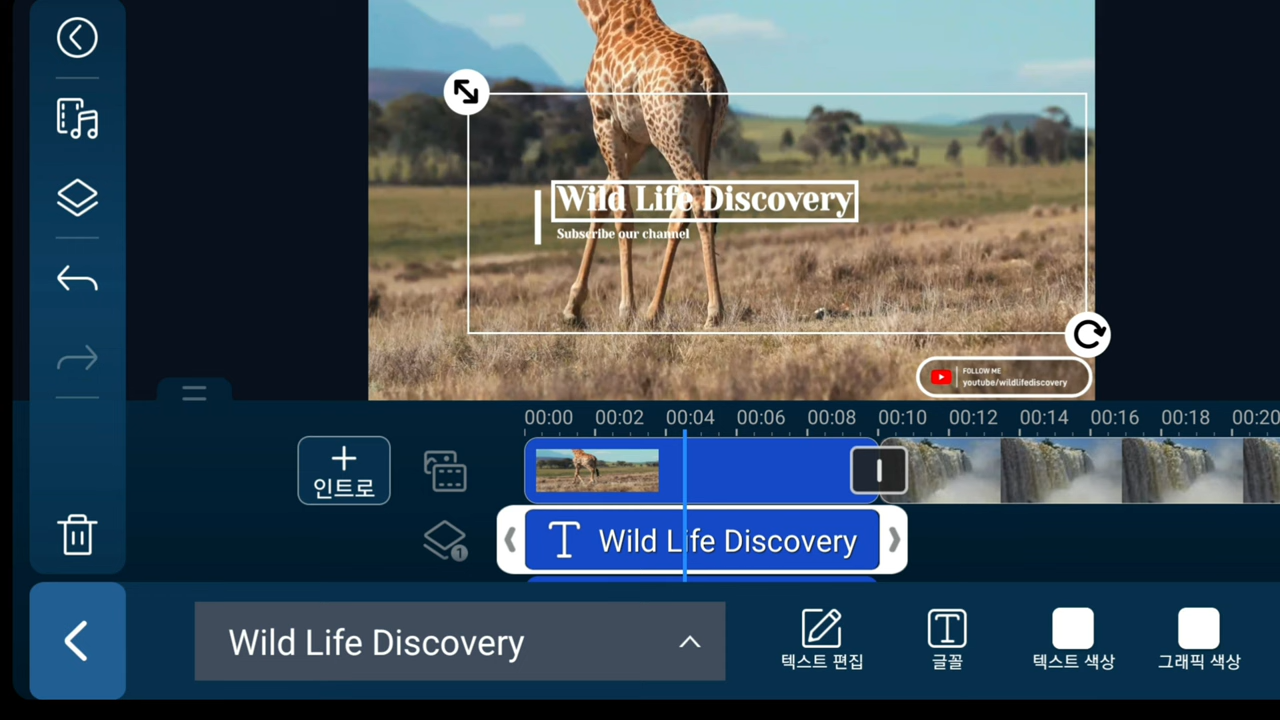 Wild Life Discovery
Subscribe our channel
FOLLOW ME
youtube/wildlifediscovery
00:00 00:02 00:04 00:06 00:08 00:10 00:12 00:14 00:16 00:18 00:20
인트로
1
T Wild Life Discovery
Wild Life Discovery
텍스트 편집
T
글꼴
텍스트 색상
그래픽 색상